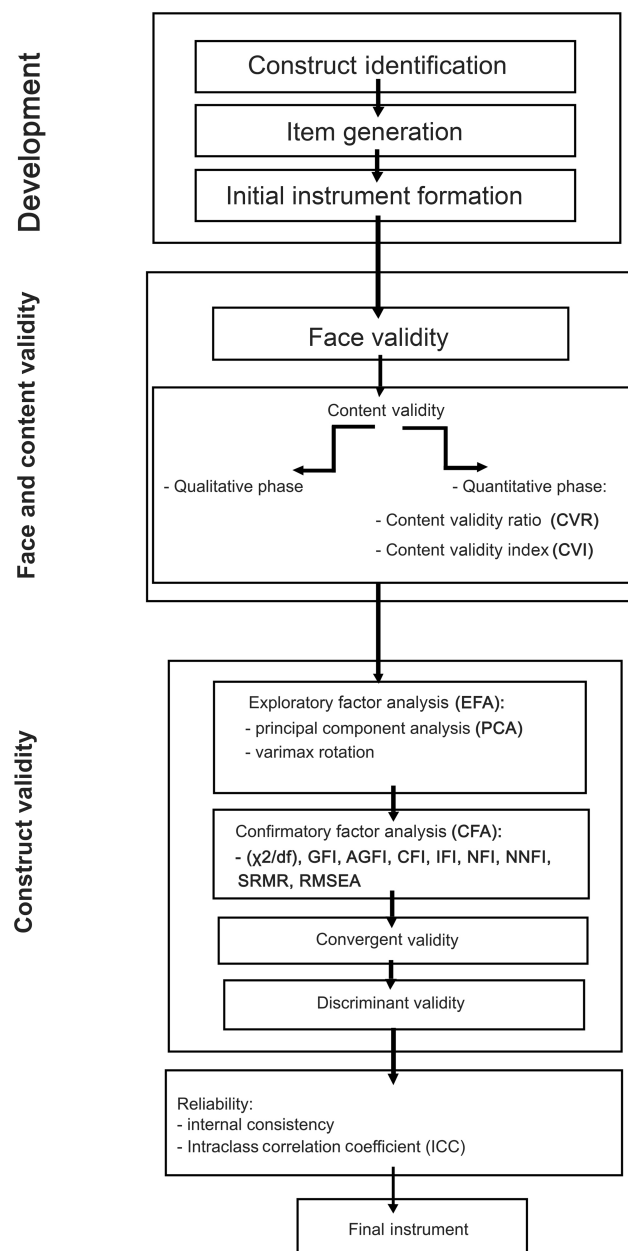 Development
Construct identification
Item generation
Initial instrument formation
Face and content validity
Face validity
Content validity
- Qualitative phase
- Quantitative phase:
- Content validity ratio (CVR)
- Content validity index (CVI)
Construct validity
Exploratory factor analysis (EFA):
- principal component analysis (PCA)
- varimax rotation
Confirmatory factor analysis (CFA):
- (χ2/df), GFI, AGFI, CFI, IFI, NFI, NNFI,
SRMR, RMSEA
Convergent validity
Discriminant validity
Reliability:
- internal consistency
- Intraclass correlation coefficient (ICC)
Final instrument